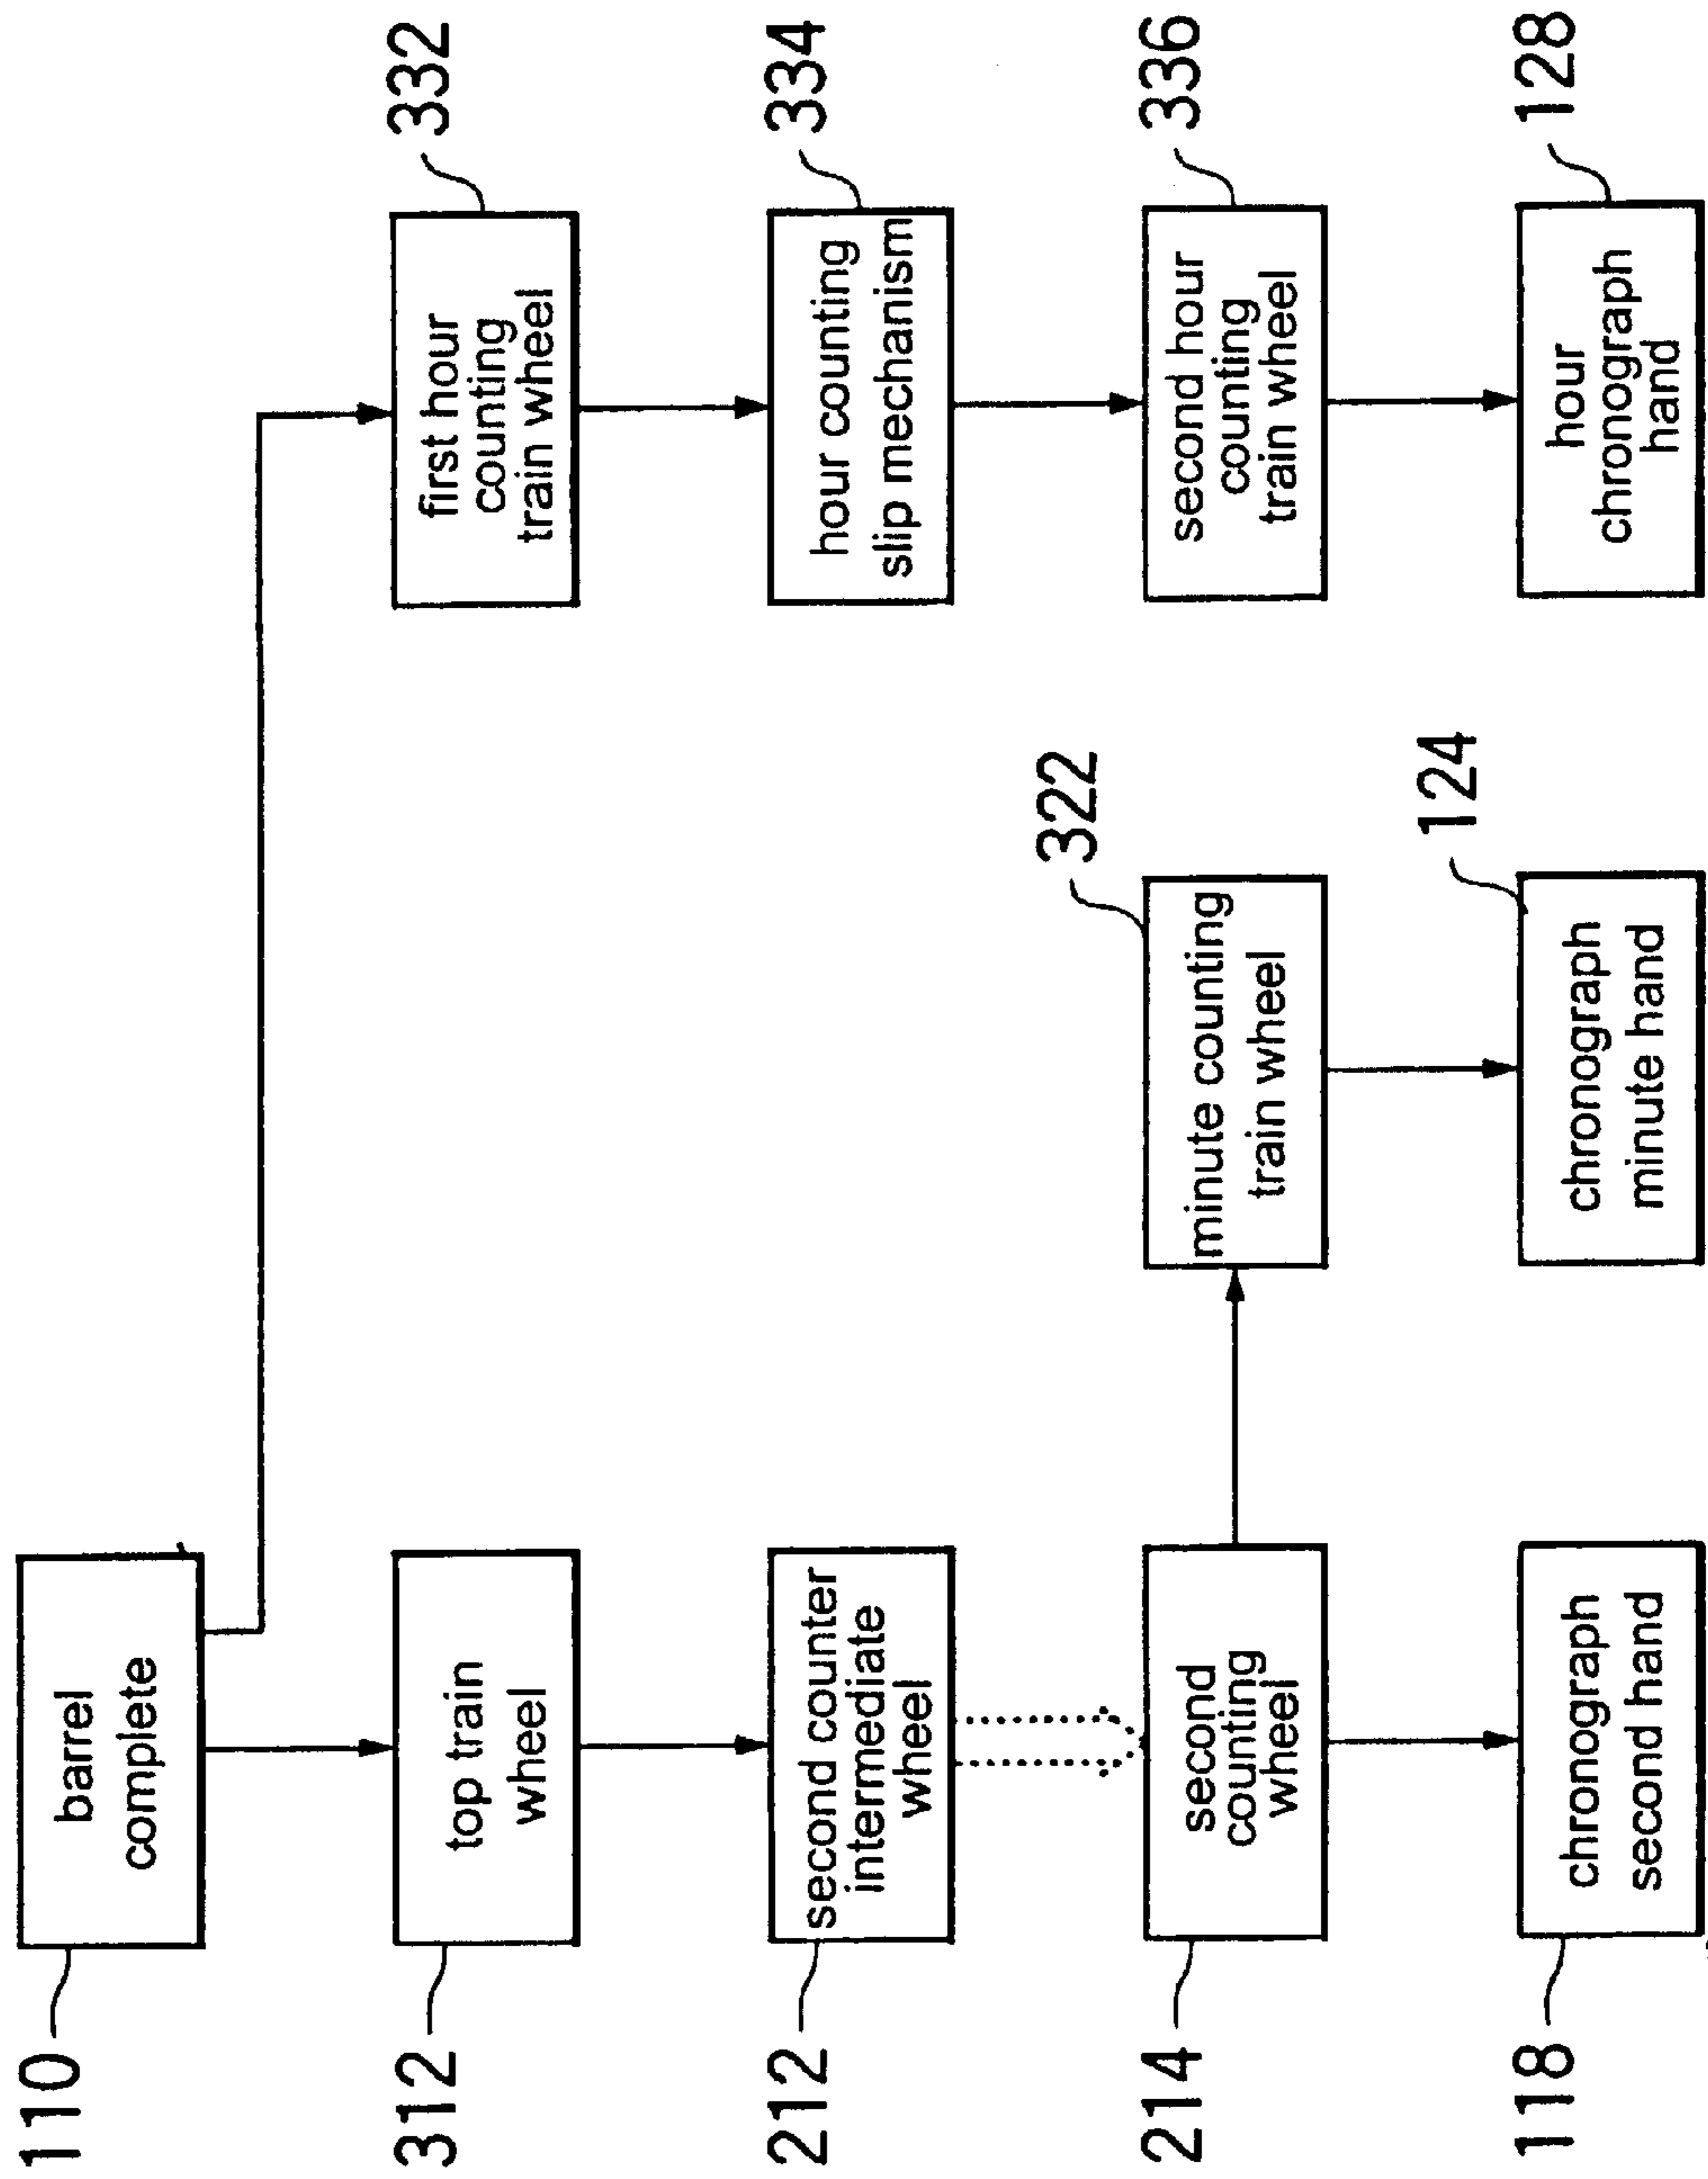 110
barrel
complete
312
top train
wheel
332
first hour
counting
train wheel
212
second counter
intermediate
wheel
334
hour counting
slip mechanism
214
second
counting
wheel
322
minute counting
train wheel
336
second hour
counting
train wheel
118
chronograph
second hand
124
chronograph
minute hand
128
hour
chronograph
hand